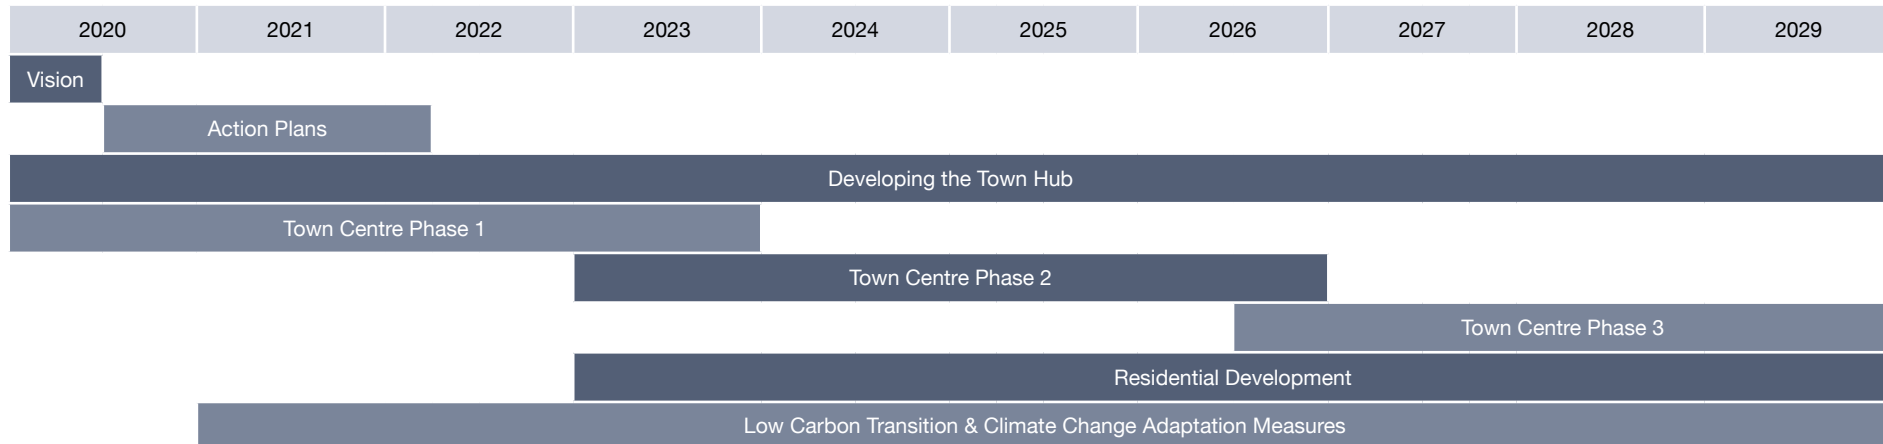 2020 2021 2022 2023 2024 2025 2026 2027 2028 2029
Vision
Action Plans
Developing the Town Hub
Town Centre Phase 1
Town Centre Phase 2
Town Centre Phase 3
Residential Development
Low Carbon Transition & Climate Change Adaptation Measures